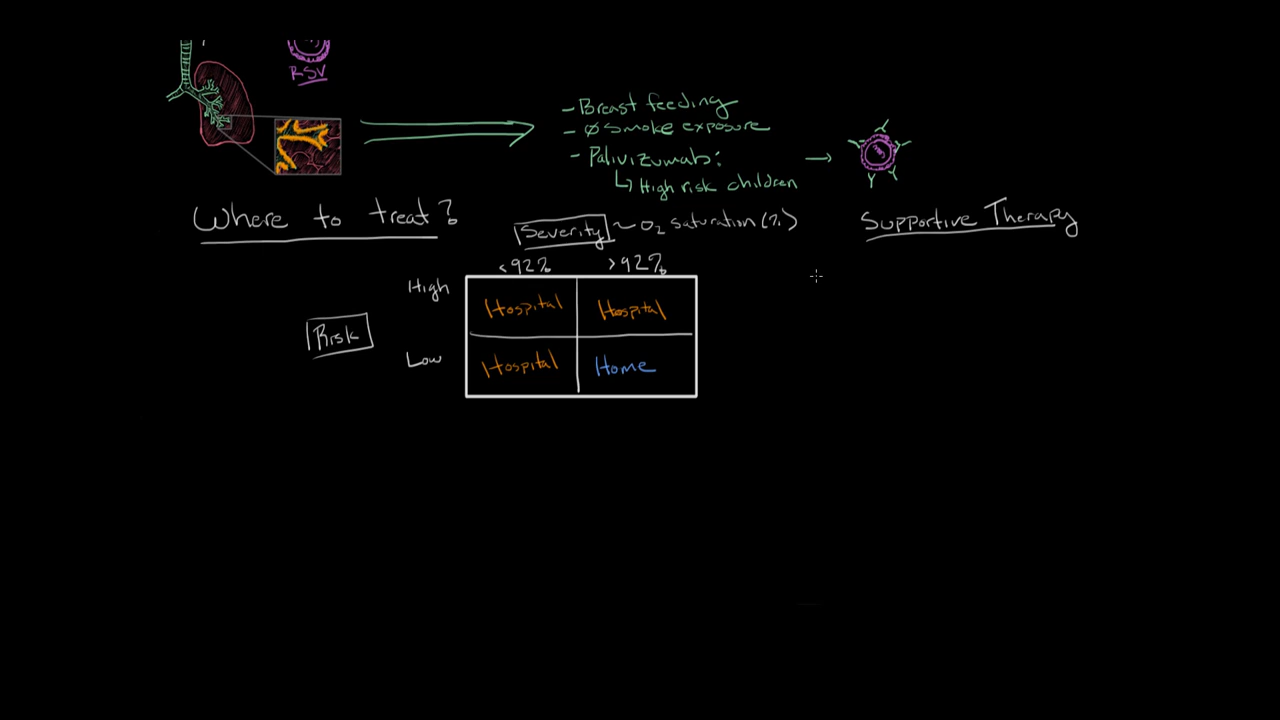 RSV
- Breast feeding
- Ø smoke exposure
- Palivizumab:
↳ High risk children
Where to treat?
Severity ~ O2 saturation (%)
Supportive Therapy
<92% >92%
High Hospital Hospital
Risk
Low Hospital Home